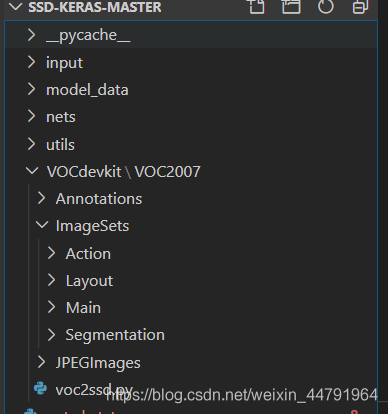 SSD-KERAS-MASTER
__pycache__
input
model_data
nets
utils
VOCdevkit \ VOC2007
Annotations
ImageSets
Action
Layout
Main
Segmentation
JPEGImages
voc2ssd.py
https://blog.csdn.net/weixin_44791964